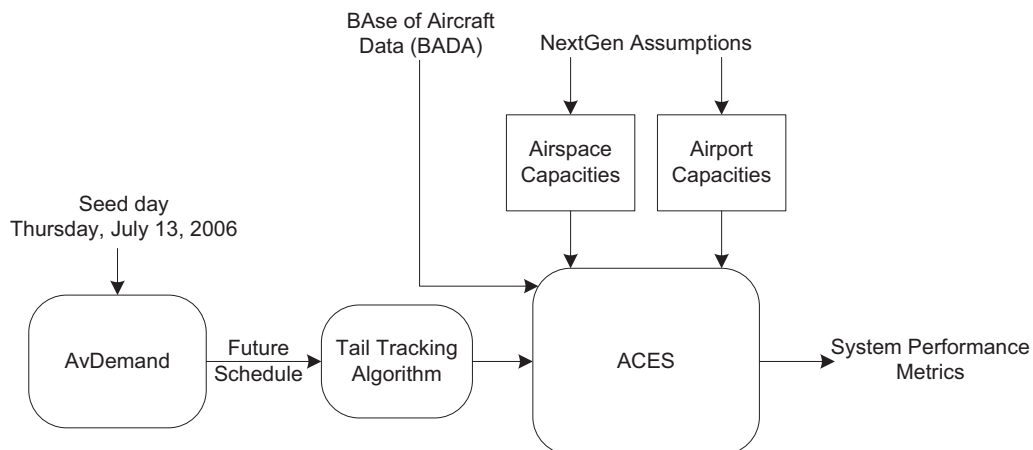 BAse of Aircraft
Data (BADA)
NextGen Assumptions
Airspace
Capacities
Airport
Capacities
Seed day
Thursday, July 13, 2006
AvDemand
Future
Schedule
Tail Tracking
Algorithm
ACES
System Performance
Metrics